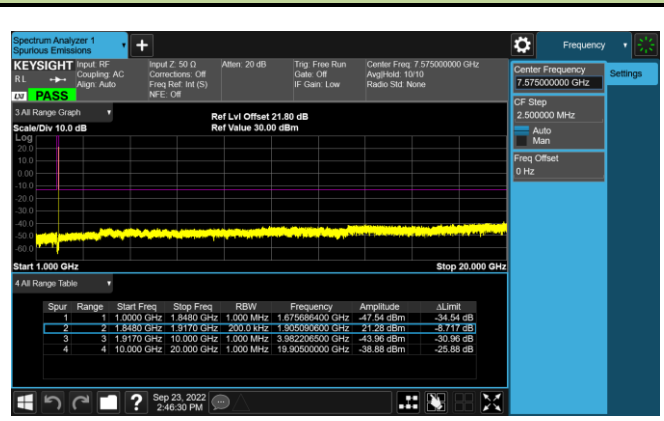 Spectrum Analyzer 1
Spurious Emissions
Frequency
KEYSIGHT
RL
Input: RF
Coupling: AC
Align: Auto
Input Z: 50 Ω
Corrections: Off
Freq Ref: Int (S)
NFE: Off
Atten: 20 dB
Trig: Free Run
Gate: Off
IF Gain: Low
Center Freq: 7.575000000 GHz
Avg|Hold: 10/10
Radio Std: None
LXI
PASS
Center Frequency
7.575000000 GHz
Settings
CF Step
2.500000 MHz
Auto
Man
Freq Offset
0 Hz
3 All Range Graph
Scale/Div 10.0 dB
Ref Lvl Offset 21.80 dB
Ref Value 30.00 dBm
Log
20.0
10.0
0.00
-10.0
-20.0
-30.0
-40.0
-50.0
-60.0
Start 1.000 GHz
Stop 20.000 GHz
4 All Range Table
Spur Range Start Freq Stop Freq RBW Frequency Amplitude ΔLimit
1 1 1.0000 GHz 1.8480 GHz 1.000 MHz 1.675686400 GHz -47.54 dBm -34.54 dB
2 2 1.8480 GHz 1.9170 GHz 200.0 kHz 1.905090600 GHz 21.28 dBm -8.717 dB
3 3 1.9170 GHz 10.000 GHz 1.000 MHz 3.982206500 GHz -43.96 dBm -30.96 dB
4 4 10.000 GHz 20.000 GHz 1.000 MHz 19.90500000 GHz -38.88 dBm -25.88 dB
Sep 23, 2022
2:46:30 PM